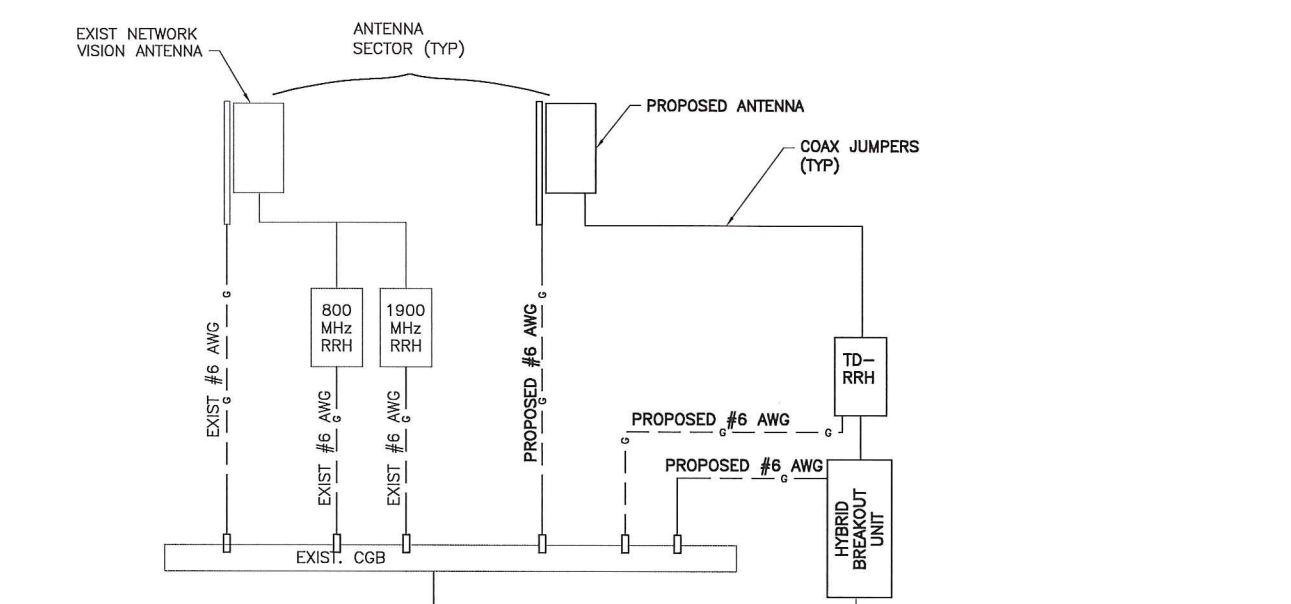 EXIST NETWORK
VISION ANTENNA
ANTENNA
SECTOR (TYP)
PROPOSED ANTENNA
COAX JUMPERS
(TYP)
G
EXIST #6 AWG
G
800
MHz
RRH
1900
MHz
RRH
EXIST #6 AWG
G
EXIST #6 AWG
G
G
PROPOSED #6 AWG
G
TD-
RRH
PROPOSED #6 AWG
G
G
G
PROPOSED #6 AWG
G
HYBRID
BREAKOUT
UNIT
EXIST. CGB